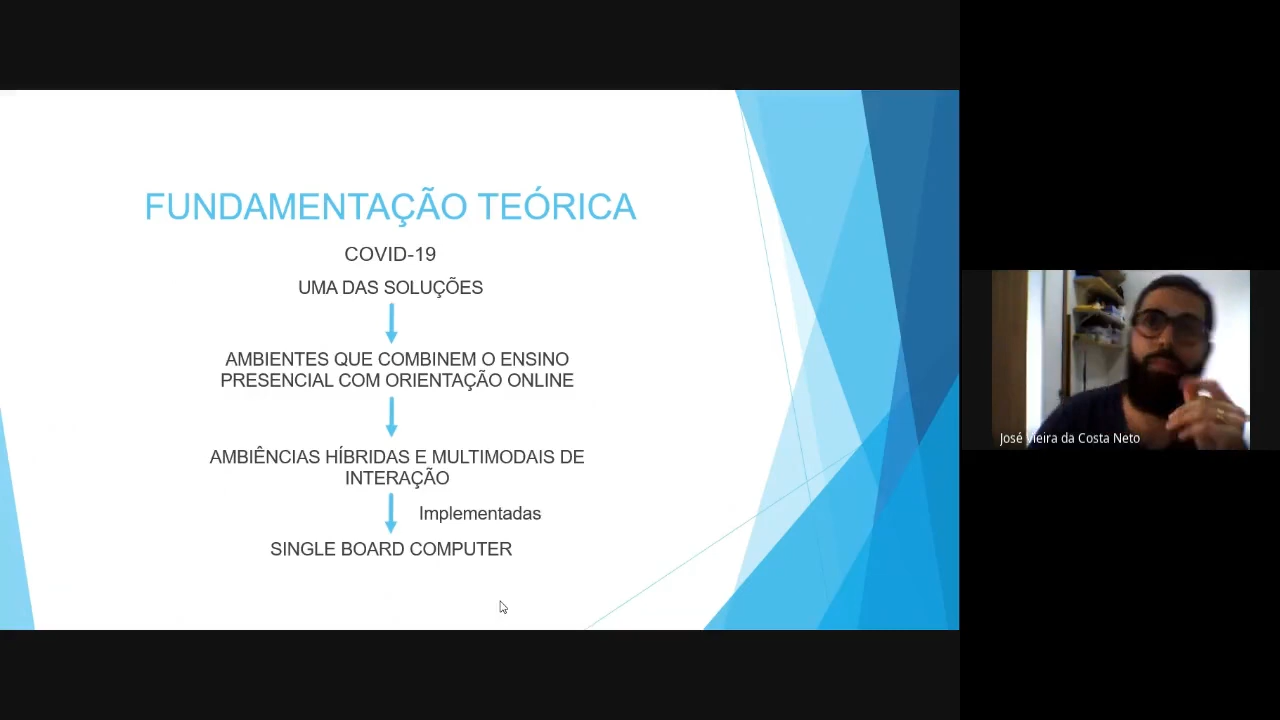 FUNDAMENTAÇÃO TEÓRICA
COVID-19
UMA DAS SOLUÇÕES
AMBIENTES QUE COMBINEM O ENSINO
PRESENCIAL COM ORIENTAÇÃO ONLINE
AMBIÊNCIAS HÍBRIDAS E MULTIMODAIS DE
INTERAÇÃO
Implementadas
SINGLE BOARD COMPUTER
José Vieira da Costa Neto